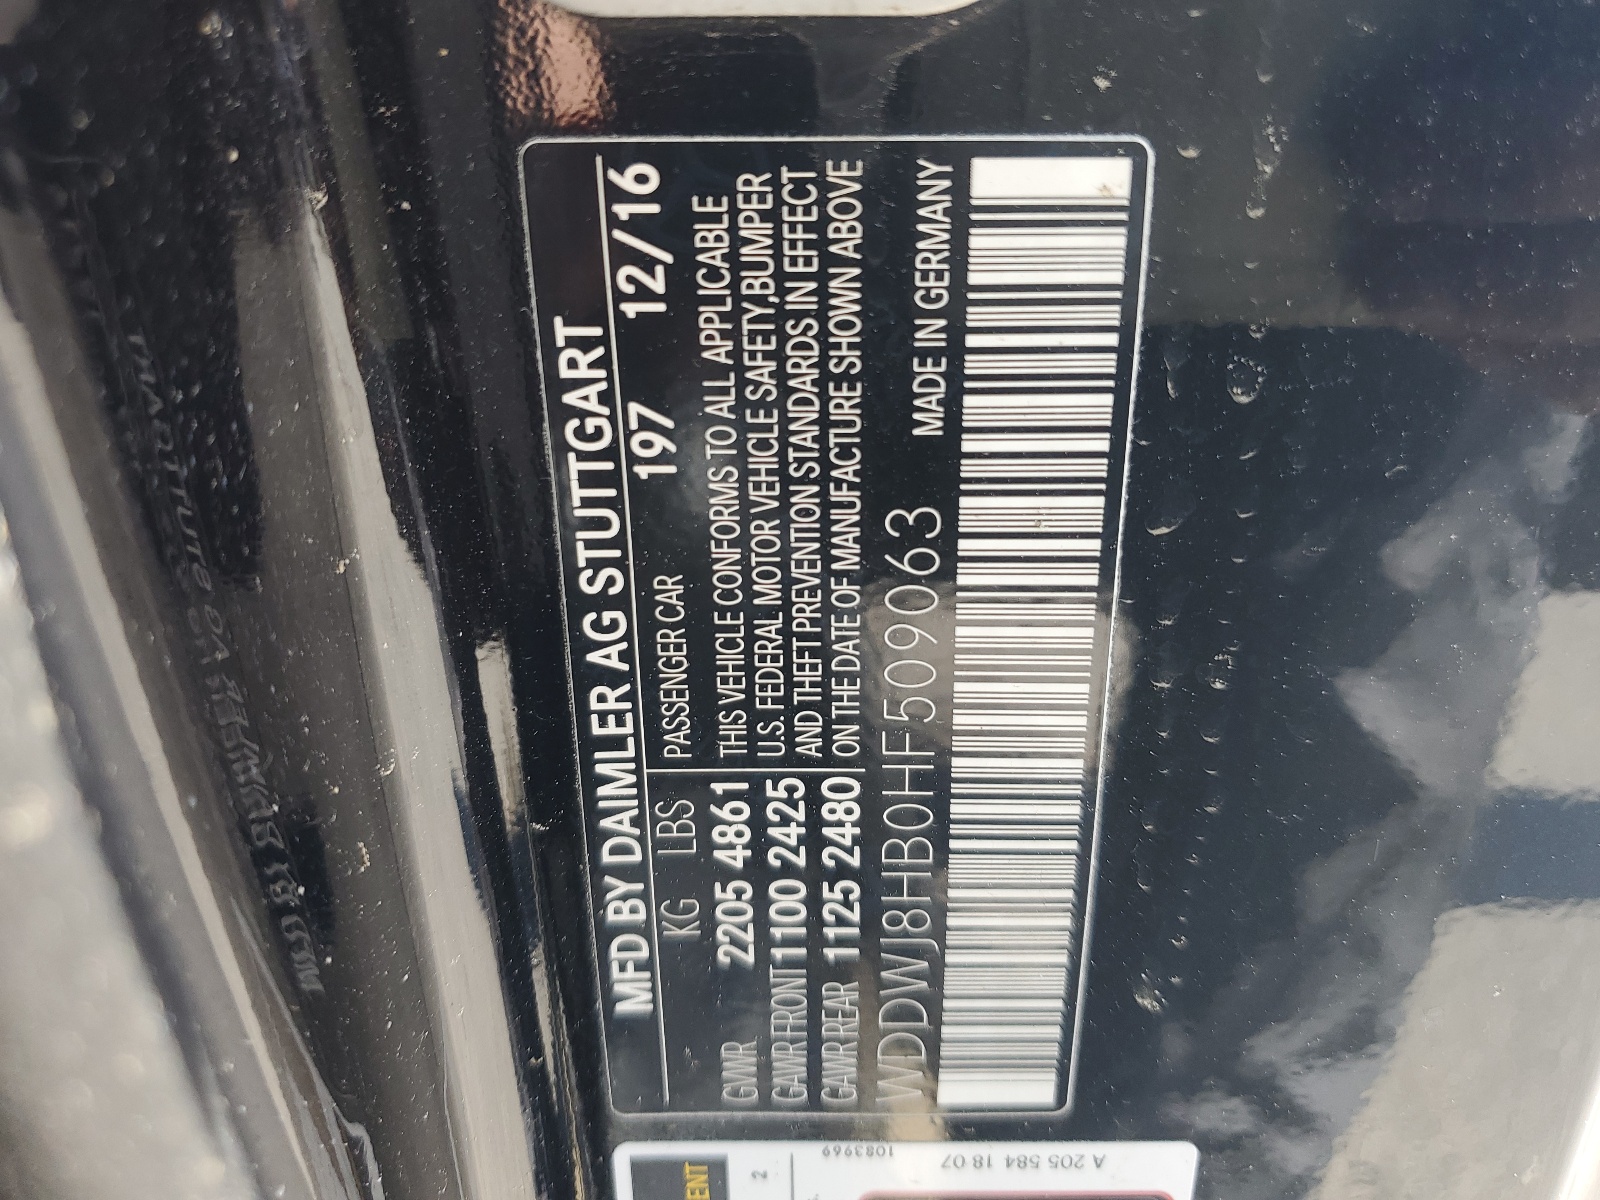 MFD BY DAIMLER AG STUTTGART
KG LBS PASSENGER CAR 197 12/16
GVWR 2205 4861
GAWR FRONT 1100 2425
GAWR REAR 1125 2480
THIS VEHICLE CONFORMS TO ALL APPLICABLE
U.S. FEDERAL MOTOR VEHICLE SAFETY,BUMPER
AND THEFT PREVENTION STANDARDS IN EFFECT
ON THE DATE OF MANUFACTURE SHOWN ABOVE
WDDWJ8HB0HF509063 MADE IN GERMANY
2
1083969
A 205 584 18 07